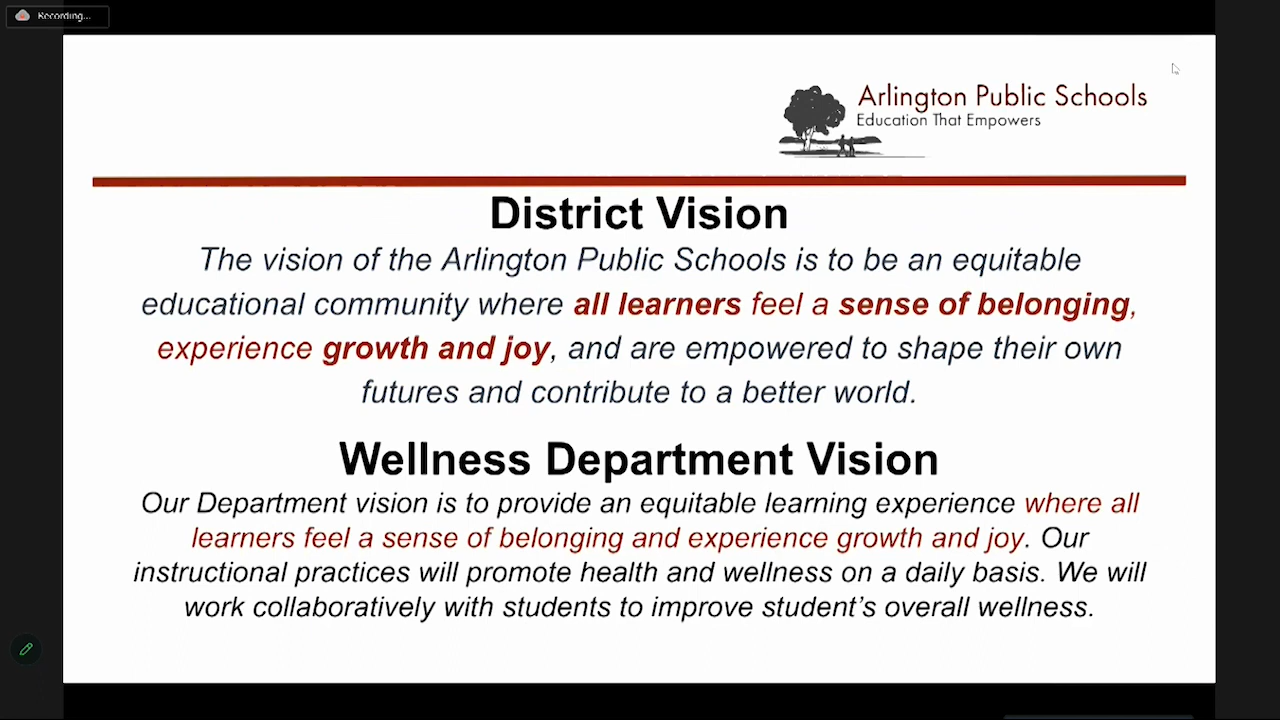 Recording...
Arlington Public Schools
Education That Empowers
District Vision
The vision of the Arlington Public Schools is to be an equitable
educational community where all learners feel a sense of belonging,
experience growth and joy, and are empowered to shape their own
futures and contribute to a better world.
Wellness Department Vision
Our Department vision is to provide an equitable learning experience where all
learners feel a sense of belonging and experience growth and joy. Our
instructional practices will promote health and wellness on a daily basis. We will
work collaboratively with students to improve student’s overall wellness.